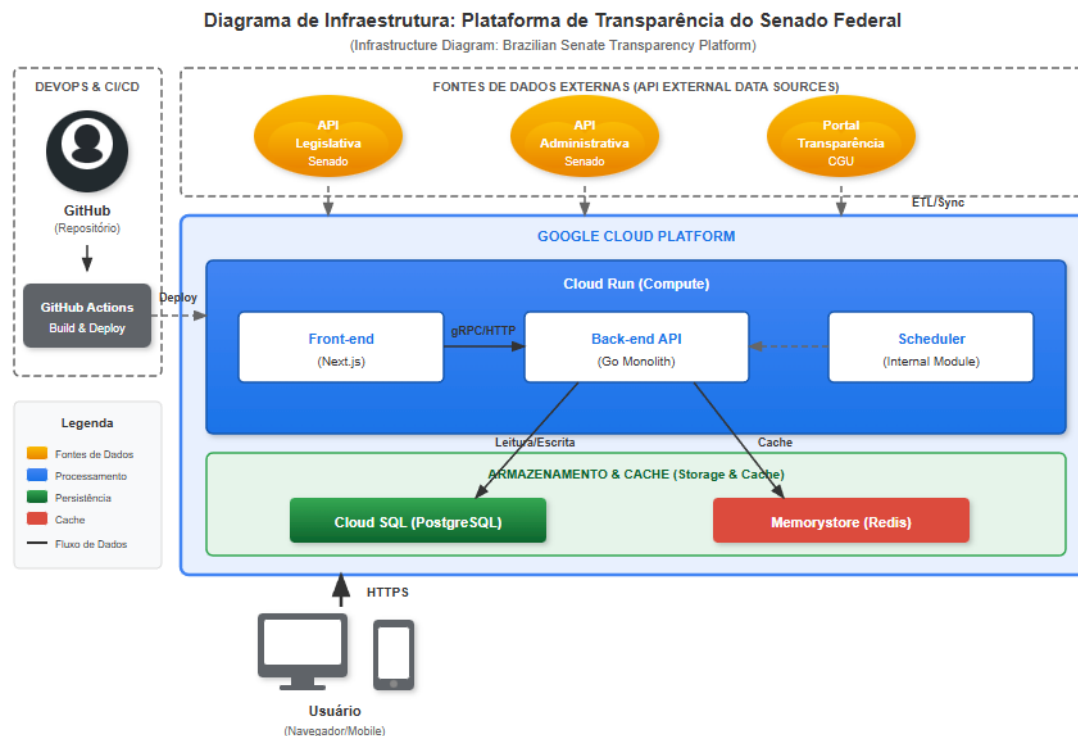 Diagrama de Infraestrutura: Plataforma de Transparência do Senado Federal
(Infrastructure Diagram: Brazilian Senate Transparency Platform)
DEVOPS & CI/CD
GitHub
(Repositório)
GitHub Actions
Build & Deploy
Deploy
FONTES DE DADOS EXTERNAS (API EXTERNAL DATA SOURCES)
API
Legislativa
Senado
API
Administrativa
Senado
Portal
Transparência
CGU
ETL/Sync
GOOGLE CLOUD PLATFORM
Cloud Run (Compute)
Front-end
(Next.js)
gRPC/HTTP
Back-end API
(Go Monolith)
Scheduler
(Internal Module)
Leitura/Escrita
Cache
ARMAZENAMENTO & CACHE (Storage & Cache)
Cloud SQL (PostgreSQL)
Memorystore (Redis)
Legenda
Fontes de Dados
Processamento
Persistência
Cache
Fluxo de Dados
HTTPS
Usuário
(Navegador/Mobile)